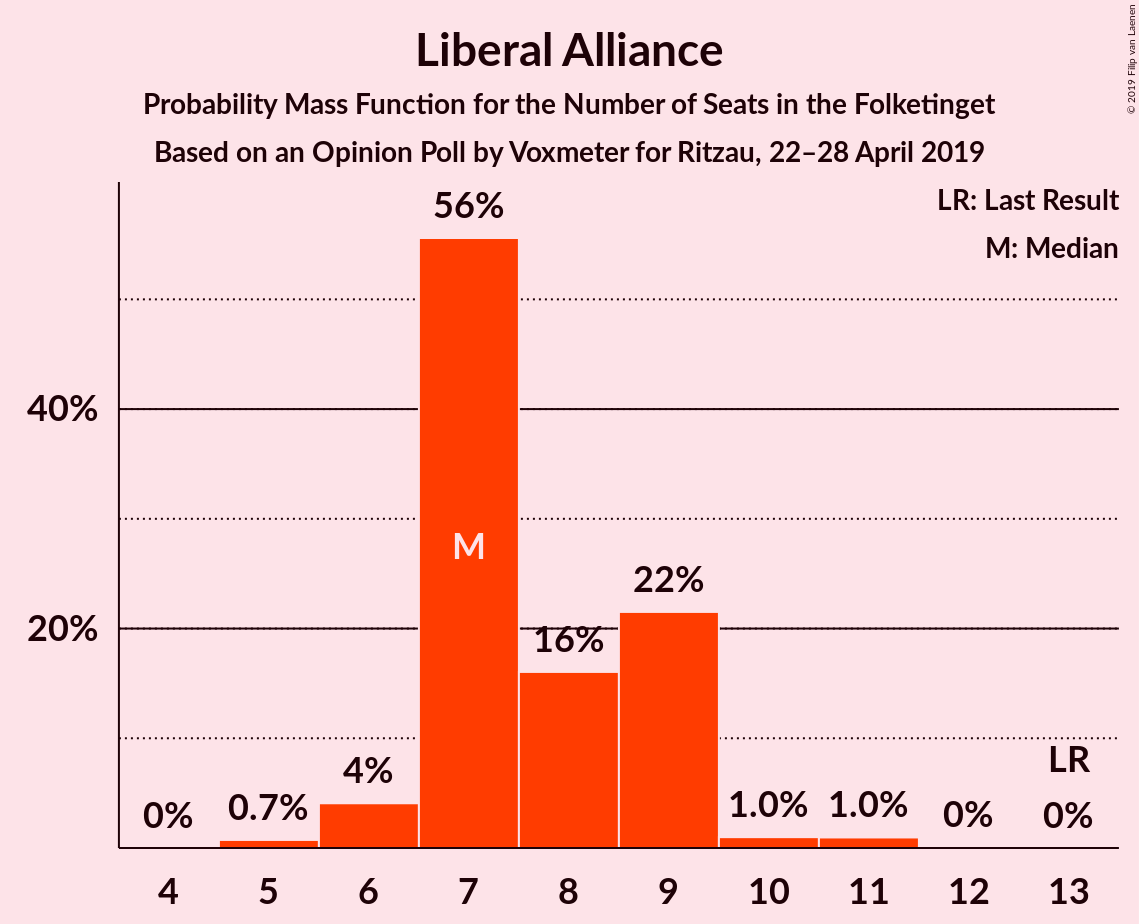 Liberal Alliance
Probability Mass Function for the Number of Seats in the Folketinget
Based on an Opinion Poll by Voxmeter for Ritzau, 22–28 April 2019
© 2019 Filip van Laenen
LR: Last Result
M: Median
40%
20%
0%
0.7%
4%
56%
M
16%
22%
1.0%
1.0%
0%
LR
0%
4 5 6 7 8 9 10 11 12 13